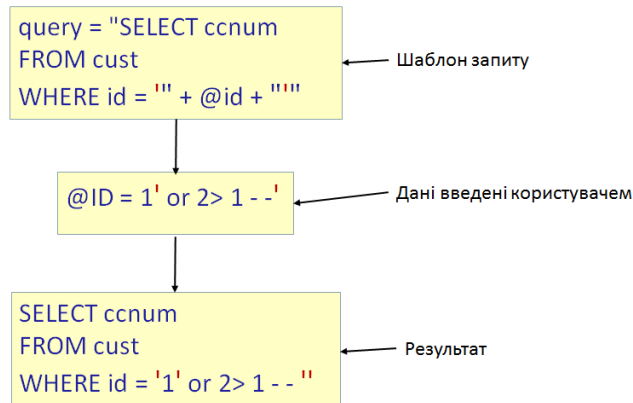 query = "SELECT ccnum
FROM cust
WHERE id = '" + @id + "'"
Шаблон запиту
@ID = 1' or 2> 1 - -'
Дані введені користувачем
SELECT ccnum
FROM cust
WHERE id = '1' or 2> 1 - - ''
Результат